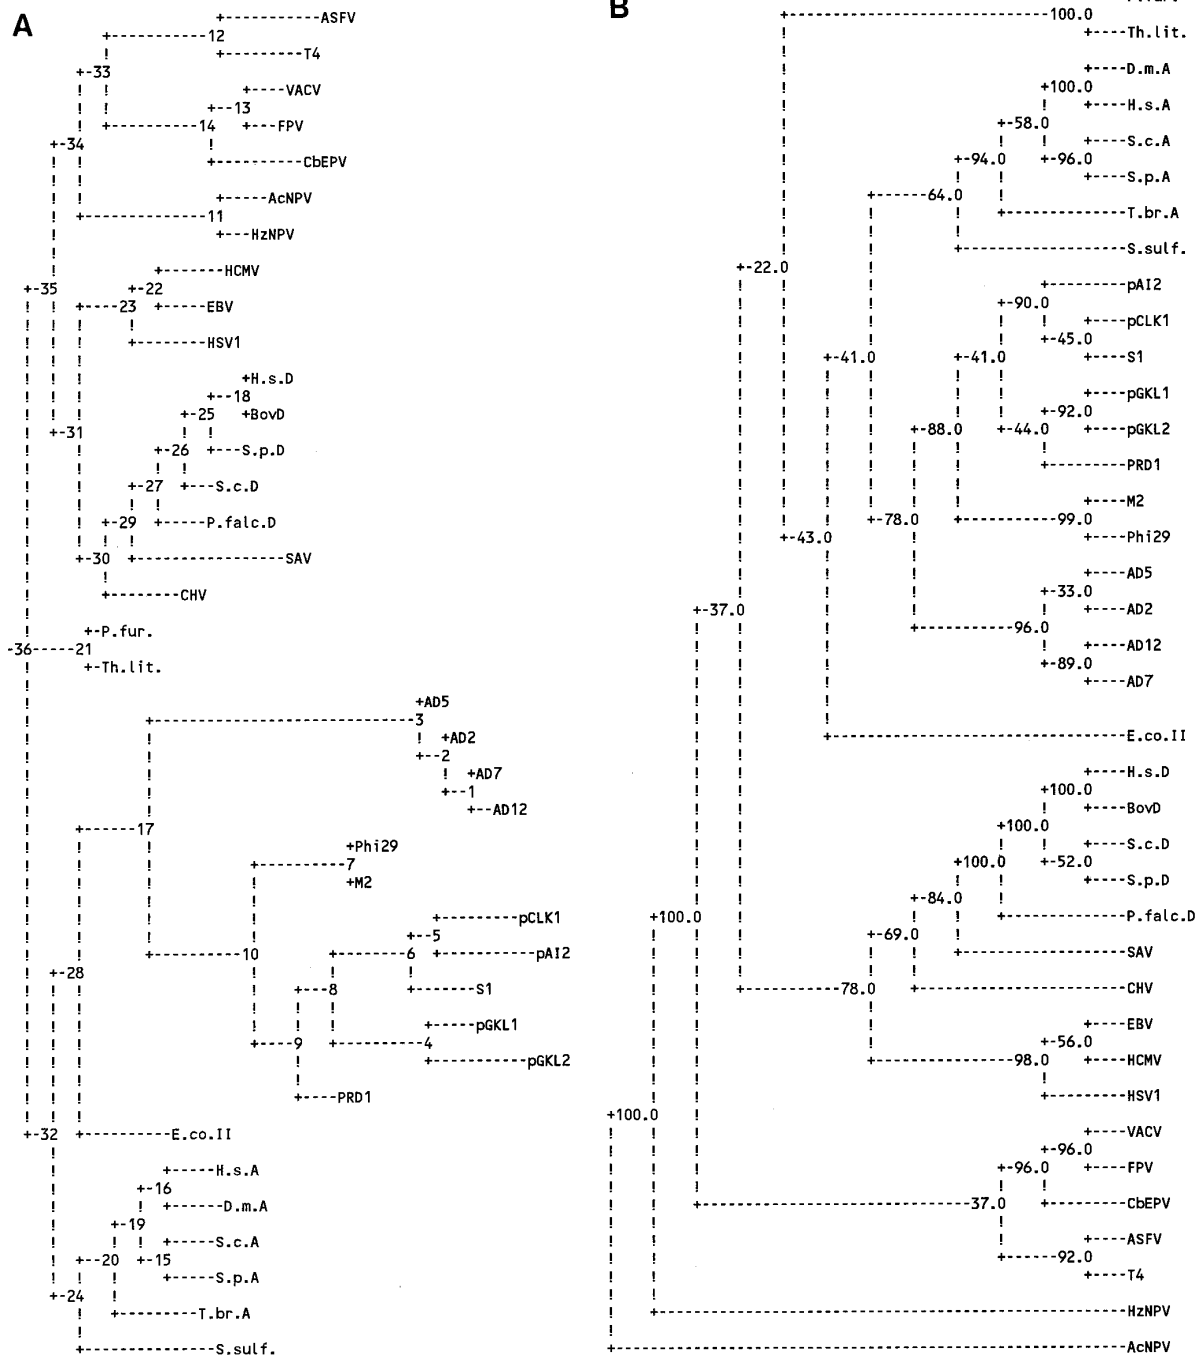 A
+-----------ASFV
+------------12
+---------T4
+-33
+----VACV
+--13
+----------14 +---FPV
+-34
+----------CbEPV
+-----AcNPV
+--------------11
+---HzNPV
+-------HCMV
+-35 +-22
+----23 +-----EBV
+-------HSV1
+H.s.D
+--18
+-25 +BovD
+-31
+-26 +---S.p.D
+-27 +---S.c.D
+-29 +-----P.falc.D
+-30 +-----------------SAV
+--------CHV
+-P.fur.
-36-----21
+-Th.lit.
+AD5
+------------------------------3
+AD2
+--2
+AD7
+--1
+--AD12
+------17
+Phi29
+----------7
+M2
+---------pCLK1
+--5
+----------10 +--------6 +-----------pAI2
+-28
+--8 +-------S1
+-----pGKL1
+---9 +----------4
+-----------pGKL2
+----PRD1
+-32 +----------E.co.II
+-----H.s.A
+-16
+------D.m.A
+-19
+-----S.c.A
+--20 +-15
+-----S.p.A
+-24
+---------T.br.A
+---------------S.sulf.
B
+------------------------------100.0
+----Th.lit.
+----D.m.A
+100.0
+----H.s.A
+-58.0
+----S.c.A
+-94.0 +-96.0
+----S.p.A
+------64.0
+--------------T.br.A
+-------------------S.sulf.
+-22.0
+---------pAI2
+-90.0
+----pCLK1
+-45.0
+-41.0 +-41.0 +----S1
+----pGKL1
+-92.0
+-88.0 +-44.0 +----pGKL2
+---------PRD1
+----M2
+-78.0 +-----------99.0
+-43.0 +----Phi29
+----AD5
+-33.0
+-37.0 +----AD2
+-----------96.0
+----AD12
+-89.0
+----AD7
+----------------------------------E.co.II
+----H.s.D
+100.0
+----BovD
+100.0
+----S.c.D
+100.0 +-52.0
+----S.p.D
+-84.0
+100.0 +--------------P.falc.D
+-69.0
+-------------------SAV
+-----------78.0 +------------------------CHV
+----EBV
+-56.0
+----------------98.0 +----HCMV
+---------HSV1
+100.0
+----VACV
+-96.0
+-96.0 +----FPV
+-------------------------------37.0 +---------CbEPV
+----ASFV
+------92.0
+----T4
+------------------------------------------------------HzNPV
+-----------------------------------------------------------AcNPV